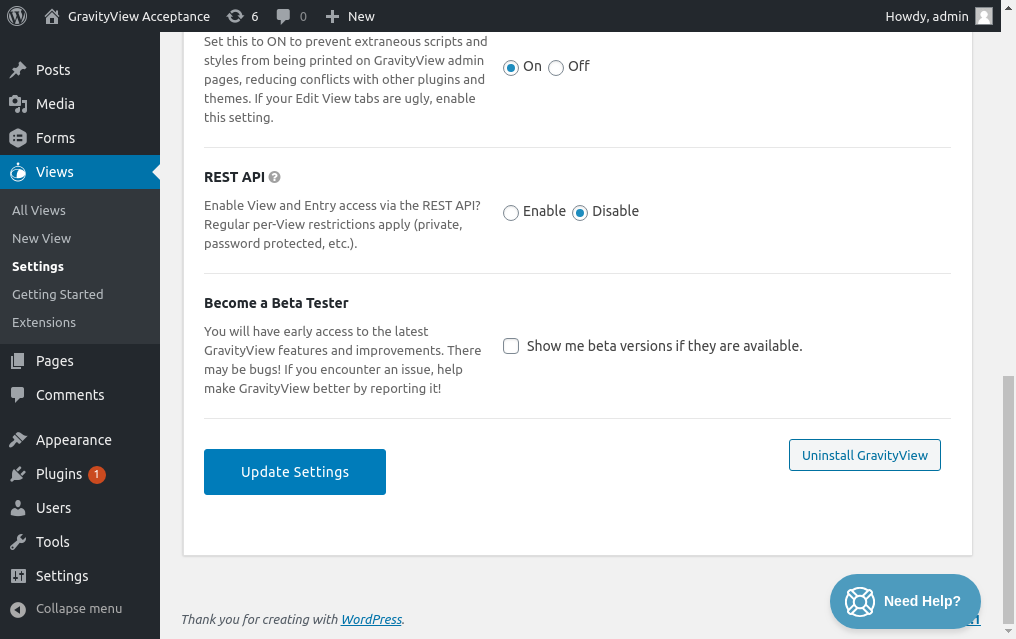 GravityView Acceptance 6 0 New Howdy, admin
Posts
Media
Forms
Views
All Views
New View
Settings
Getting Started
Extensions
Pages
Comments
Appearance
Plugins 1
Users
Tools
Settings
Collapse menu
Set this to ON to prevent extraneous scripts and
styles from being printed on GravityView admin
pages, reducing conflicts with other plugins and
themes. If your Edit View tabs are ugly, enable
this setting.
On Off
REST API ?
Enable View and Entry access via the REST API?
Regular per-View restrictions apply (private,
password protected, etc.).
Enable Disable
Become a Beta Tester
You will have early access to the latest
GravityView features and improvements. There
may be bugs! If you encounter an issue, help
make GravityView better by reporting it!
Show me beta versions if they are available.
Update Settings
Uninstall GravityView
Need Help?
Thank you for creating with WordPress.